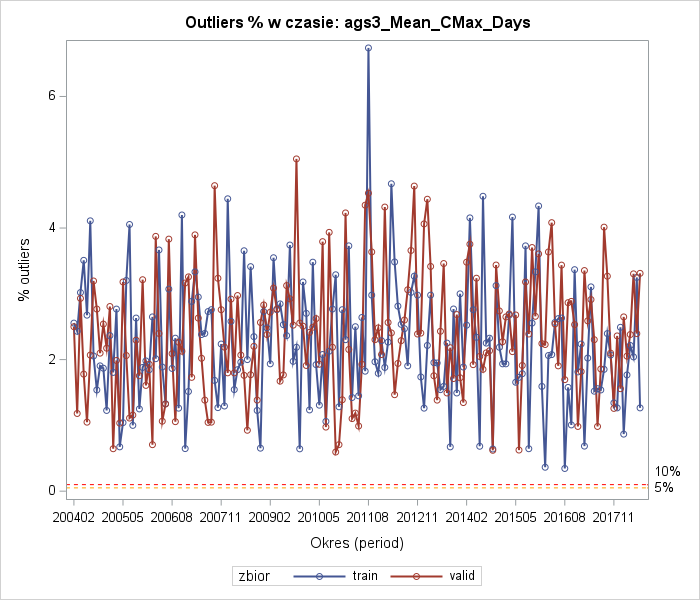 Outliers % w czasie: ags3_Mean_CMax_Days
% outliers
6
4
2
0
10%
5%
200402 200505 200608 200711 200902 201005 201108 201211 201402 201505 201608 201711
Okres (period)
zbior train valid